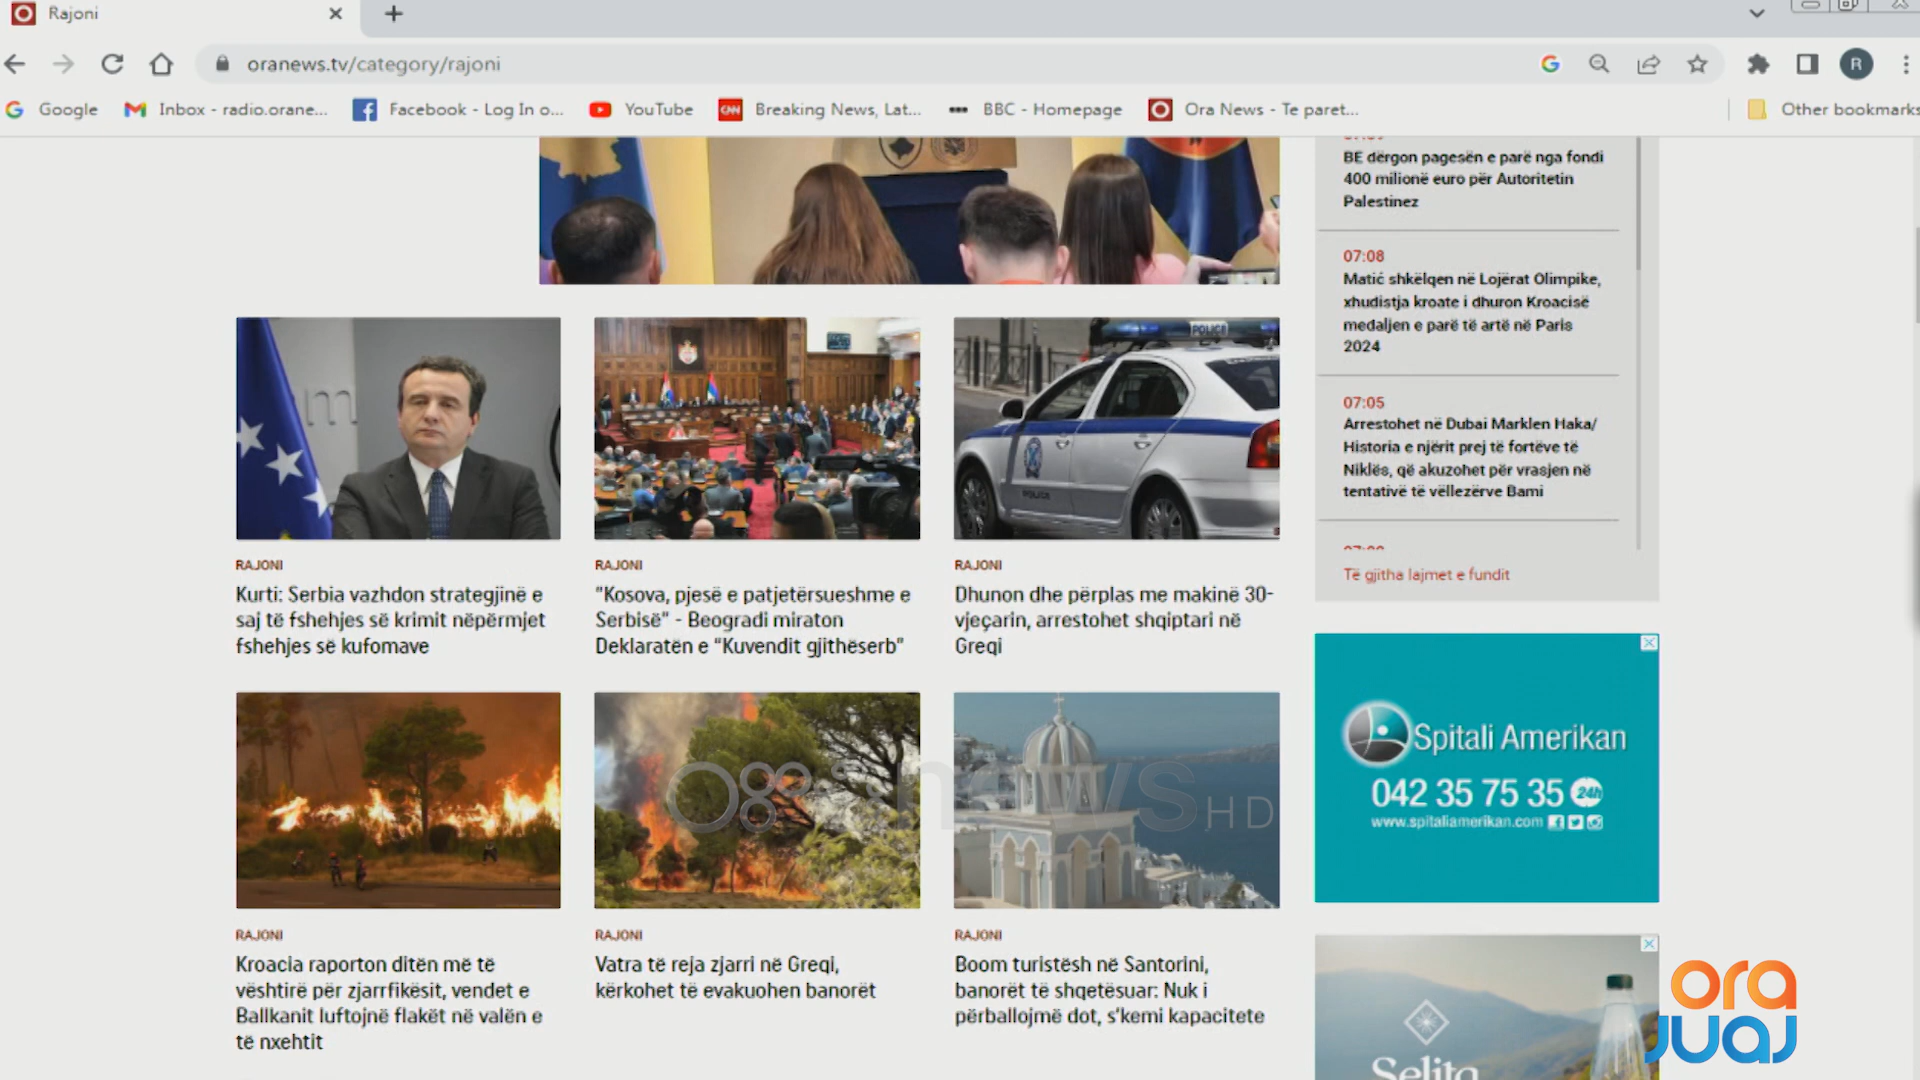 Rajoni
oranews.tv/category/rajoni
R
Google
Inbox - radio.orane...
Facebook - Log In o...
YouTube
CNN
Breaking News, Lat...
BBC - Homepage
Ora News - Te paret...
Other bookmarks
BE dërgon pagesën e parë nga fondi
400 milionë euro për Autoritetin
Palestinez
07:08
Matić shkëlqen në Lojërat Olimpike,
xhudistja kroate i dhuron Kroacisë
medaljen e parë të artë në Paris
2024
07:05
Arrestohet në Dubai Marklen Haka/
Historia e njërit prej të fortëve të
Niklës, që akuzohet për vrasjen në
tentativë të vëllezërve Bami
Të gjitha lajmet e fundit
POLICE
RAJONI
Kurti: Serbia vazhdon strategjinë e
saj të fshehjes së krimit nëpërmjet
fshehjes së kufomave
RAJONI
"Kosova, pjesë e patjetërsueshme e
Serbisë" - Beogradi miraton
Deklaratën e "Kuvendit gjithëserb"
RAJONI
Dhunon dhe përplas me makinë 30-
vjeçarin, arrestohet shqiptari në
Greqi
Spitali Amerikan
042 35 75 35 24h
www.spitaliamerikan.com
news HD
RAJONI
Kroacia raporton ditën më të
vështirë për zjarrfikësit, vendet e
Ballkanit luftojnë flakët në valën e
të nxehtit
RAJONI
Vatra të reja zjarri në Greqi,
kërkohet të evakuohen banorët
RAJONI
Boom turistësh në Santorini,
banorët të shqetësuar: Nuk i
përballojmë dot, s'kemi kapacitete
Selita
ora
juaj